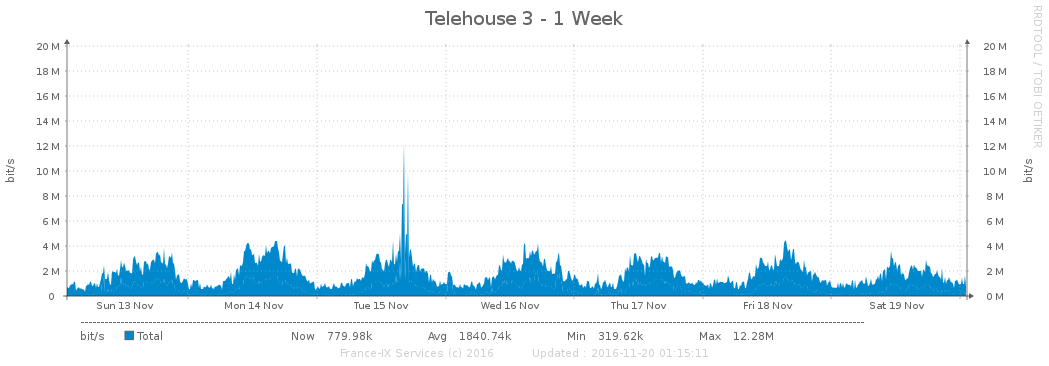 Telehouse 3 - 1 Week
RRDTOOL / TOBI OETIKER
bit/s
bit/s
20 M 20 M
18 M 18 M
16 M 16 M
14 M 14 M
12 M 12 M
10 M 10 M
8 M 8 M
6 M 6 M
4 M 4 M
2 M 2 M
0 0 M
Sun 13 Nov Mon 14 Nov Tue 15 Nov Wed 16 Nov Thu 17 Nov Fri 18 Nov Sat 19 Nov
bit/s Total Now 779.98k Avg 1840.74k Min 319.62k Max 12.28M
France-IX Services (c) 2016 Updated : 2016-11-20 01:15:11